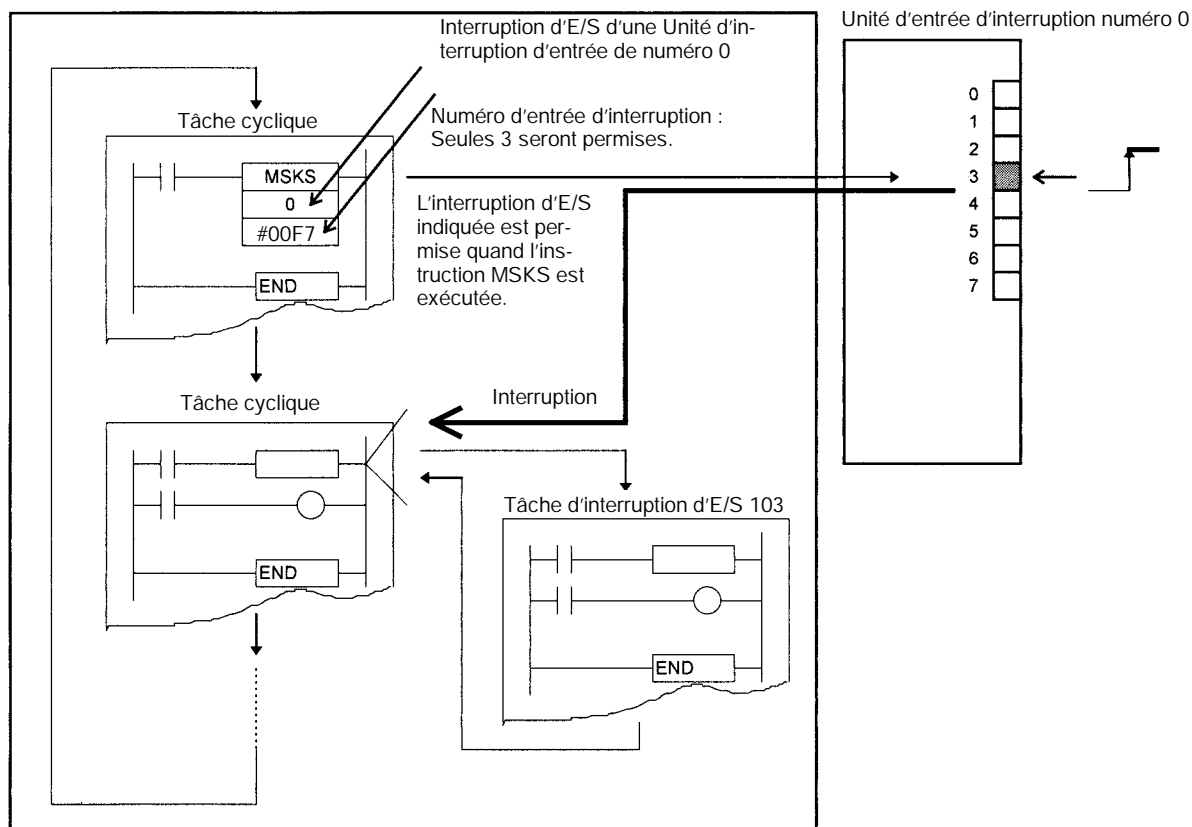 Interruption d'E/S d'une Unité d'in-
terruption d'entrée de numéro 0
Unité d'entrée d'interruption numéro 0
Tâche cyclique
Numéro d'entrée d'interruption :
Seules 3 seront permises.
MSKS
0
#00F7
END
L'interruption d'E/S
indiquée est per-
mise quand l'ins-
truction MSKS est
exécutée.
0
1
2
3
4
5
6
7
Tâche cyclique
Interruption
END
Tâche d'interruption d'E/S 103
END